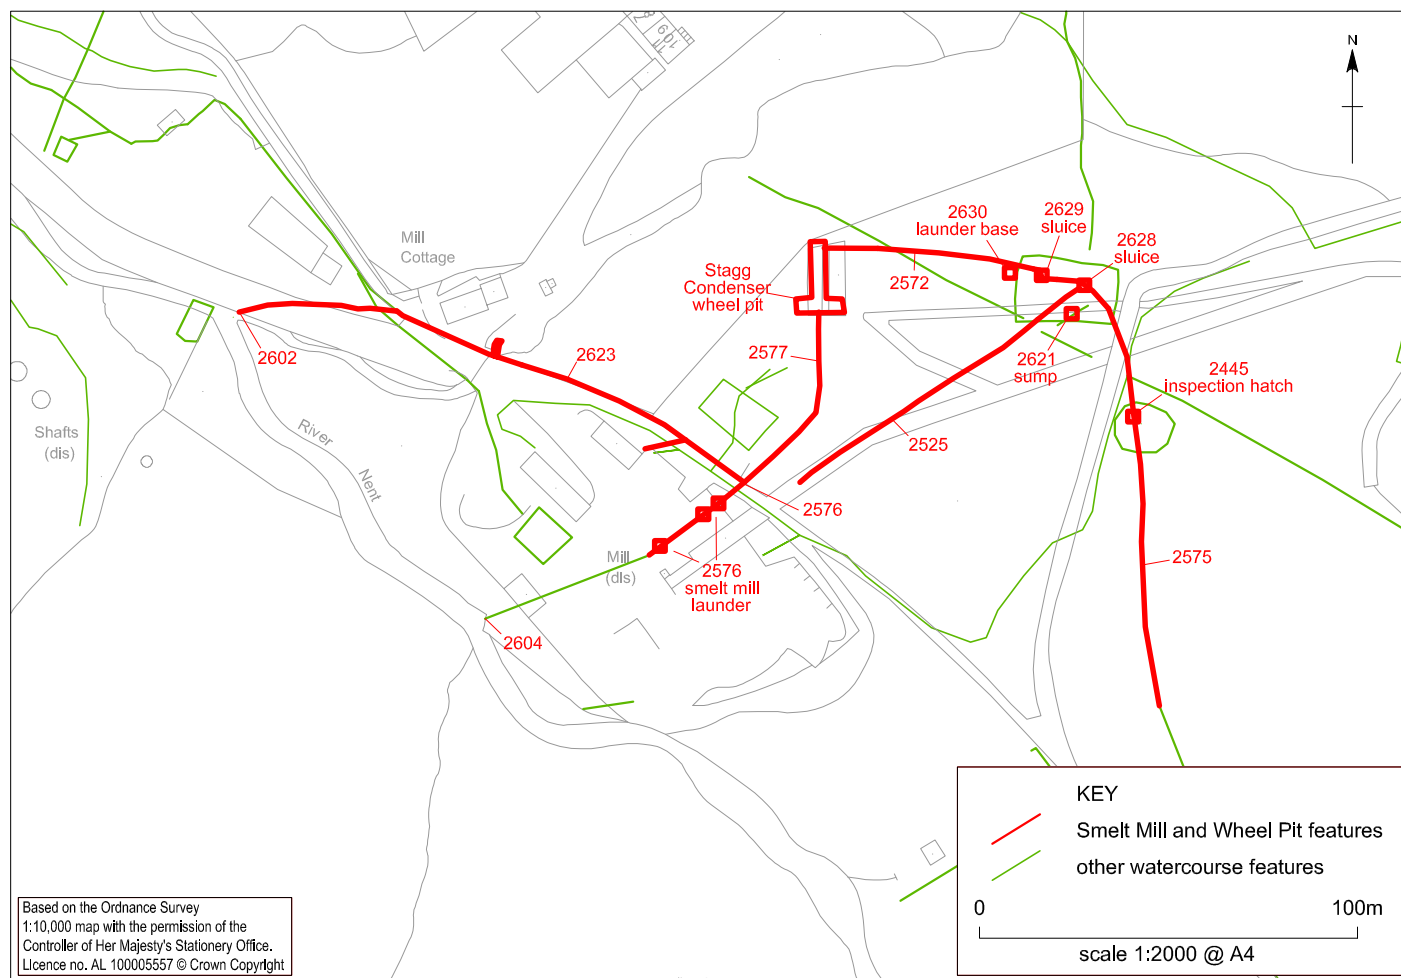 8
7
109
11
N
2630
launder base
2629
sluice
2628
sluice
Mill
Cottage
Stagg
Condenser
wheel pit
2572
2602
2623
2577
2621
sump
2445
inspection hatch
Shafts
(dis)
River
Nent
2525
2576
Mill
(dis)
2576
smelt mill
launder
2575
2604
KEY
Smelt Mill and Wheel Pit features
other watercourse features
0
100m
scale 1:2000 @ A4
Based on the Ordnance Survey
1:10,000 map with the permission of the
Controller of Her Majesty's Stationery Office.
Licence no. AL 100005557 © Crown Copyright